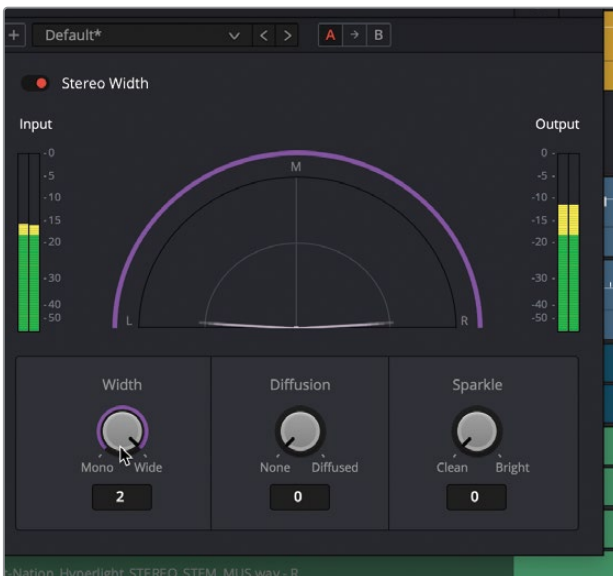 + Default* < > A → B
Stereo Width
Input
Output
-0
-5
-10
-15
-20
-30
-40
-50
0 -
-5 -
-10 -
-15 -
-20 -
-30 -
-40 -
-50 -
M
L
R
Width
Diffusion
Sparkle
Mono Wide
None Diffused
Clean Bright
2
0
0
t-Nation_Hyperlight_STEREO_STEM_MUS.wav - R